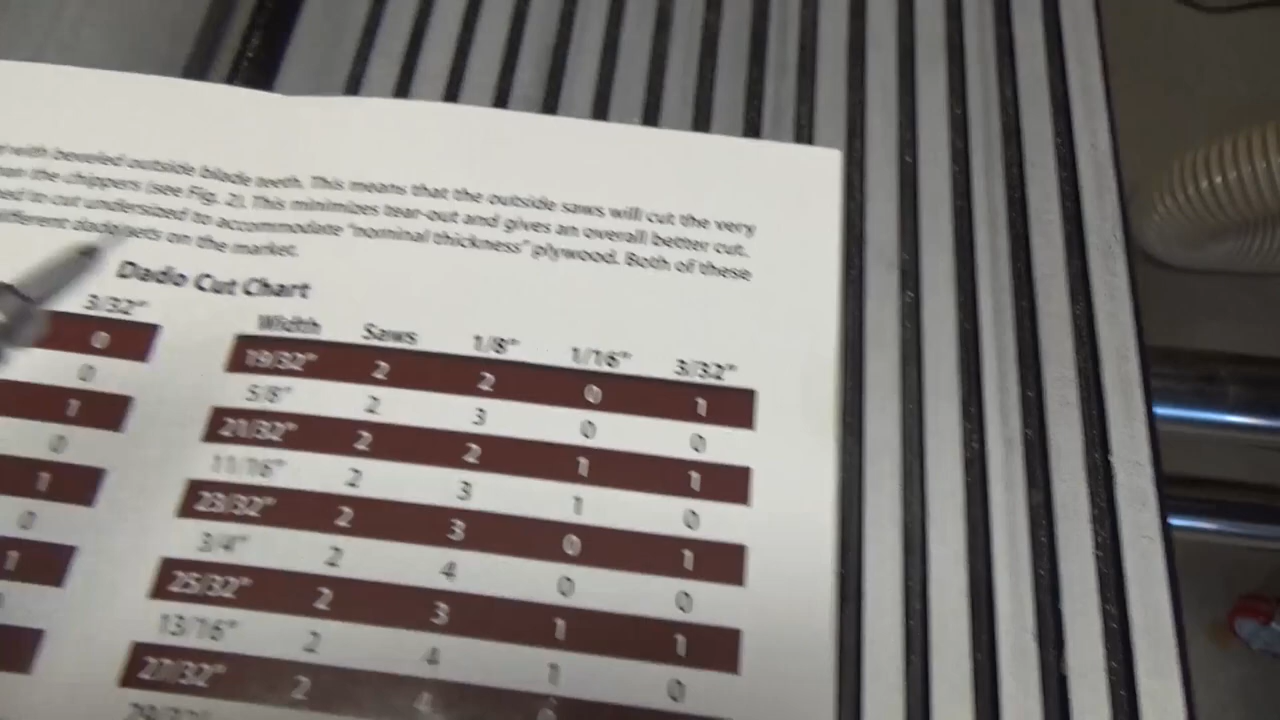 with beveled outside blade teeth. This means that the outside saws will cut the very
the chippers (see Fig. 2). This minimizes tear-out and gives an overall better cut.
to cut undersized to accommodate "nominal thickness" plywood. Both of these
different dado sets on the market.
Dado Cut Chart
3/32"
0
0
1
0
1
0
1
Width Saws 1/8" 1/16" 3/32"
19/32" 2 2 0 1
5/8" 2 3 0 0
21/32" 2 2 1 1
11/16" 2 3 1 0
23/32" 2 3 0 1
3/4" 2 4 0 0
25/32" 2 3 1 1
13/16" 2 4 1 0
27/32" 2 4